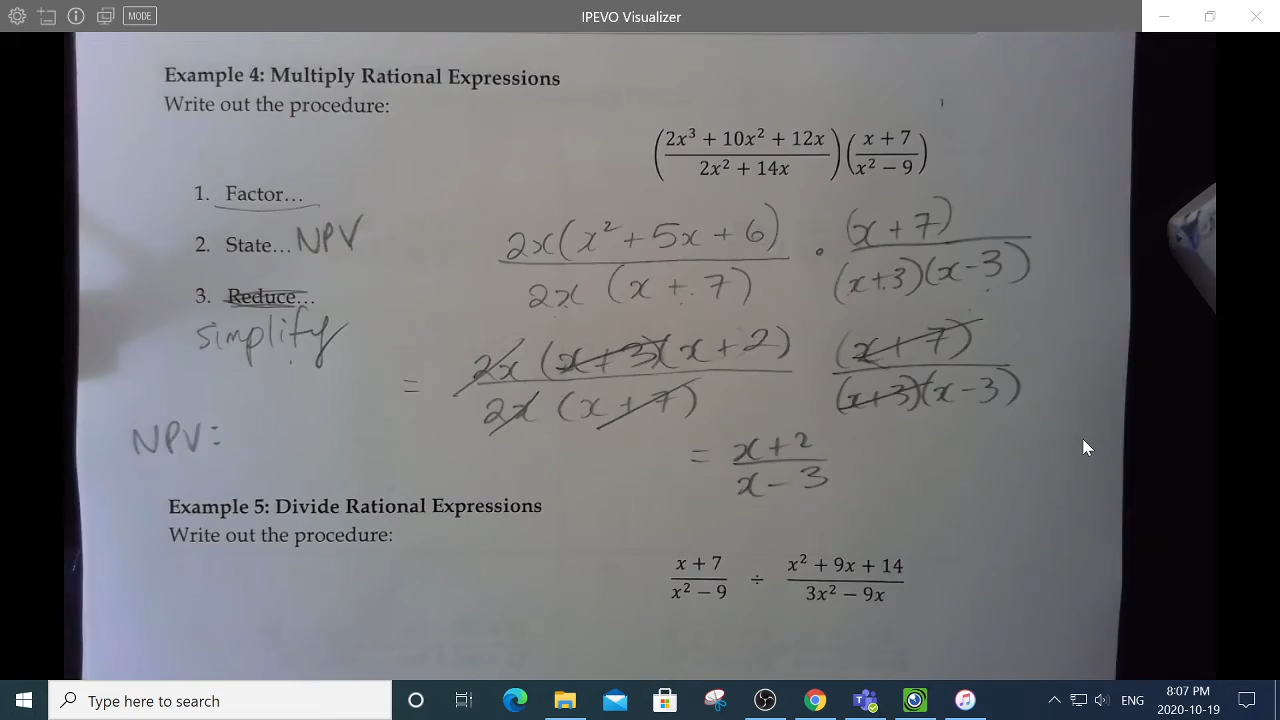 MODE
IPEVO Visualizer
Example 4: Multiply Rational Expressions
Write out the procedure:
(2x³ + 10x² + 12x / 2x² + 14x)(x + 7 / x² − 9)
1. Factor...
2. State... NPV
3. Reduce...
simplify
2x(x² + 5x + 6) / 2x(x + 7) · (x + 7) / (x+3)(x−3)
= 2x(x+3)(x+2) / 2x(x+7) (x+7) / (x+3)(x−3)
NPV:
= x+2 / x−3
Example 5: Divide Rational Expressions
Write out the procedure:
x + 7 / x² − 9 ÷ x² + 9x + 14 / 3x² − 9x
Type here to search
ENG
8:07 PM
2020-10-19